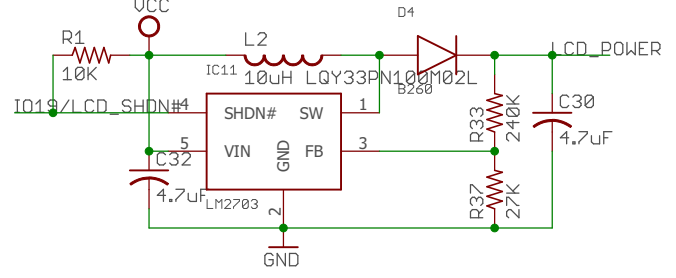 VCC
D4
R1
L2
LCD_POWER
10K
IC11
10uH LQY33PN100M02L
B260
IO19/LCD_SHDN#
4
SHDN#
SW
1
R33
240K
C30
4.7uF
5
VIN
GND
FB
3
C32
4.7uF
LM2703
2
R37
27K
GND